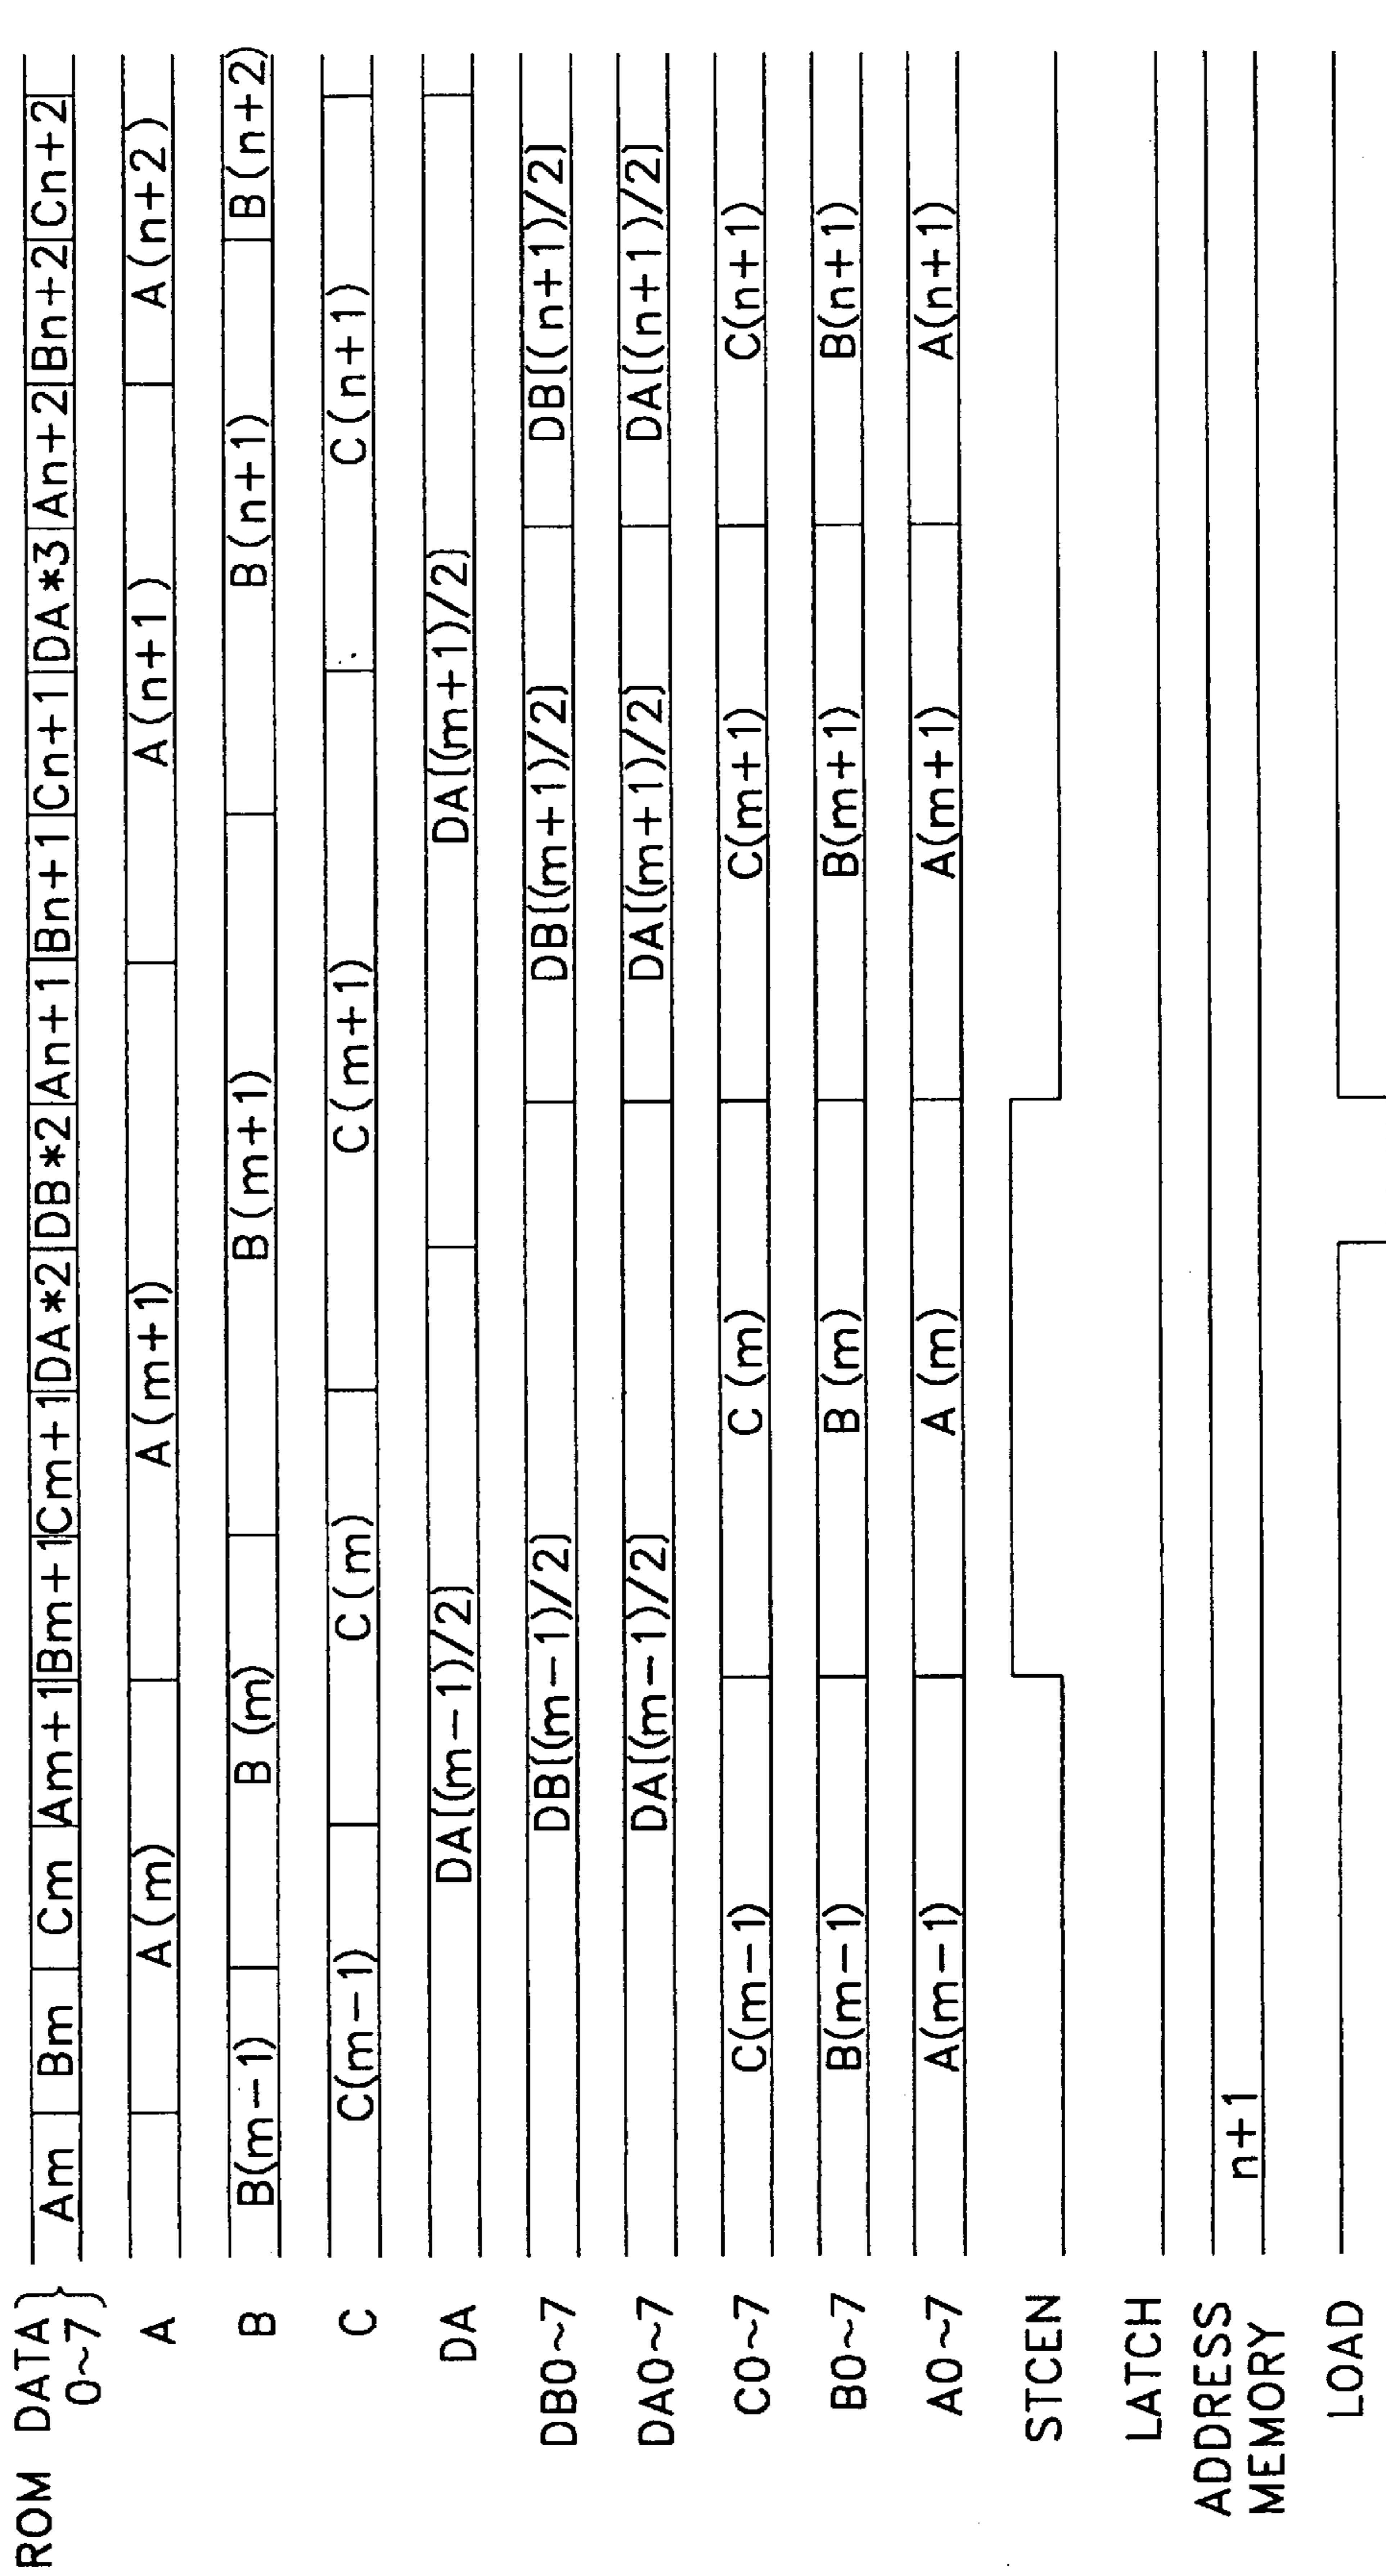 ROM DATA 0~7} Am Bm Cm Am+1 Bm+1 Cm+1 DA*2 DB*2 An+1 Bn+1 Cn+1 DA*3 An+2 Bn+2 Cn+2
A A(m) A(m+1) A(n+1) A(n+2)
B B(m-1) B(m) B(m+1) B(n+1) B(n+2)
C C(m-1) C(m) C(m+1) C(n+1)
DA DA[(m-1)/2] DA[(m+1)/2]
DB0~7 DB[(m-1)/2] DB[(m+1)/2] DB[(n+1)/2]
DA0~7 DA[(m-1)/2] DA[(m+1)/2] DA[(n+1)/2]
C0~7 C(m-1) C(m) C(m+1) C(n+1)
B0~7 B(m-1) B(m) B(m+1) B(n+1)
A0~7 A(m-1) A(m) A(m+1) A(n+1)
STCEN
LATCH
ADDRESS MEMORY n+1
LOAD